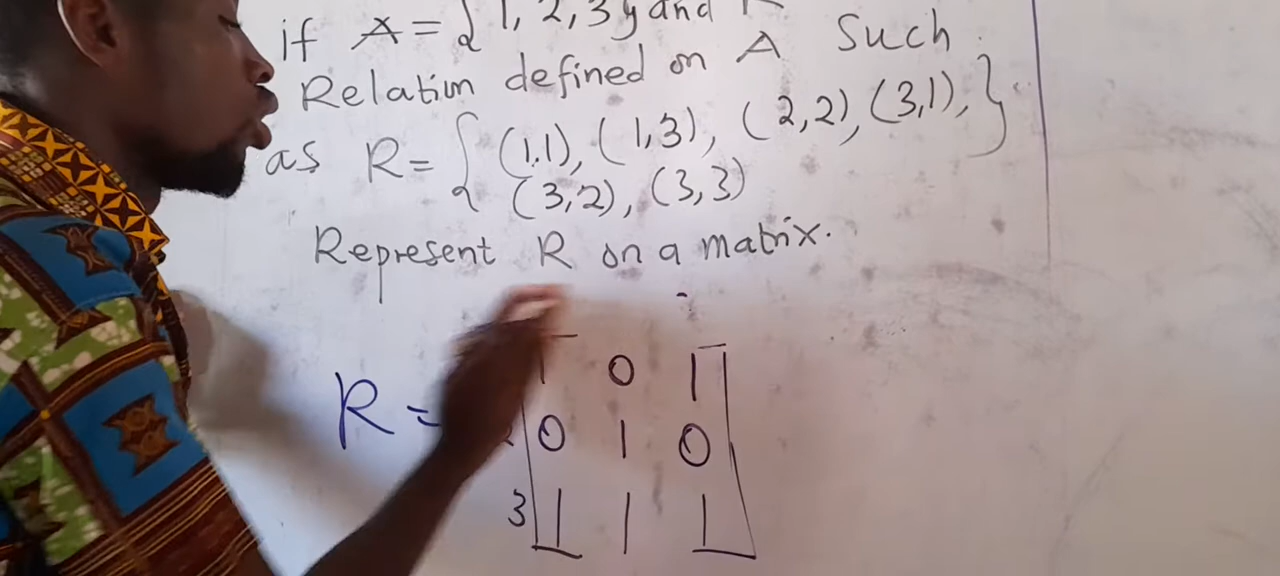 if A = { 1, 2, 3 } and R
Relation defined on A Such
as R = { (1,1), (1,3), (2,2), (3,1), }
(3,2), (3,3)
Represent R on a matrix.
1 0 1
R = 2 0 1 0
3 1 1 1